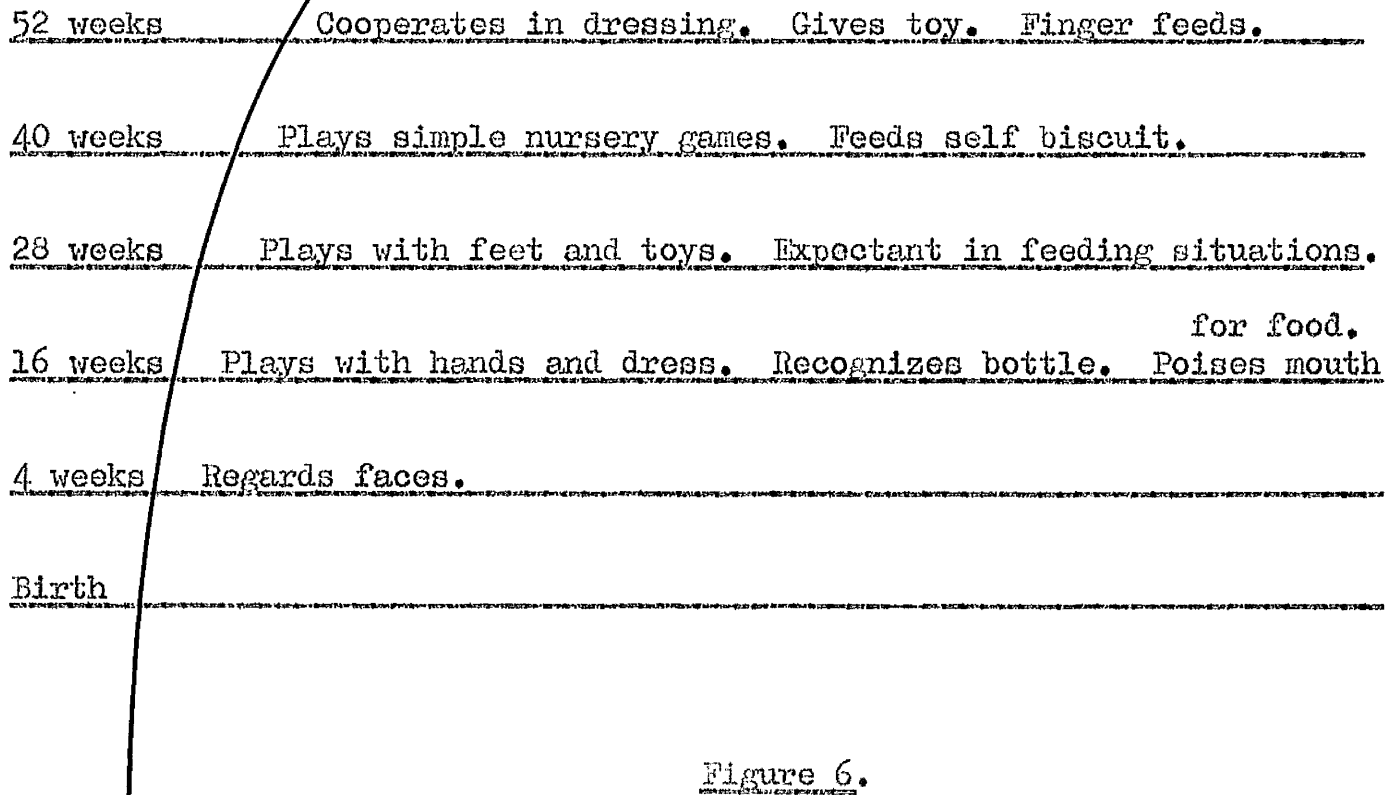 52 weeks Cooperates in dressing. Gives toy. Finger feeds.
40 weeks Plays simple nursery games. Feeds self biscuit.
28 weeks Plays with feet and toys. Expectant in feeding situations.
for food.
16 weeks Plays with hands and dress. Recognizes bottle. Poises mouth
4 weeks Regards faces.
Birth
Figure 6.